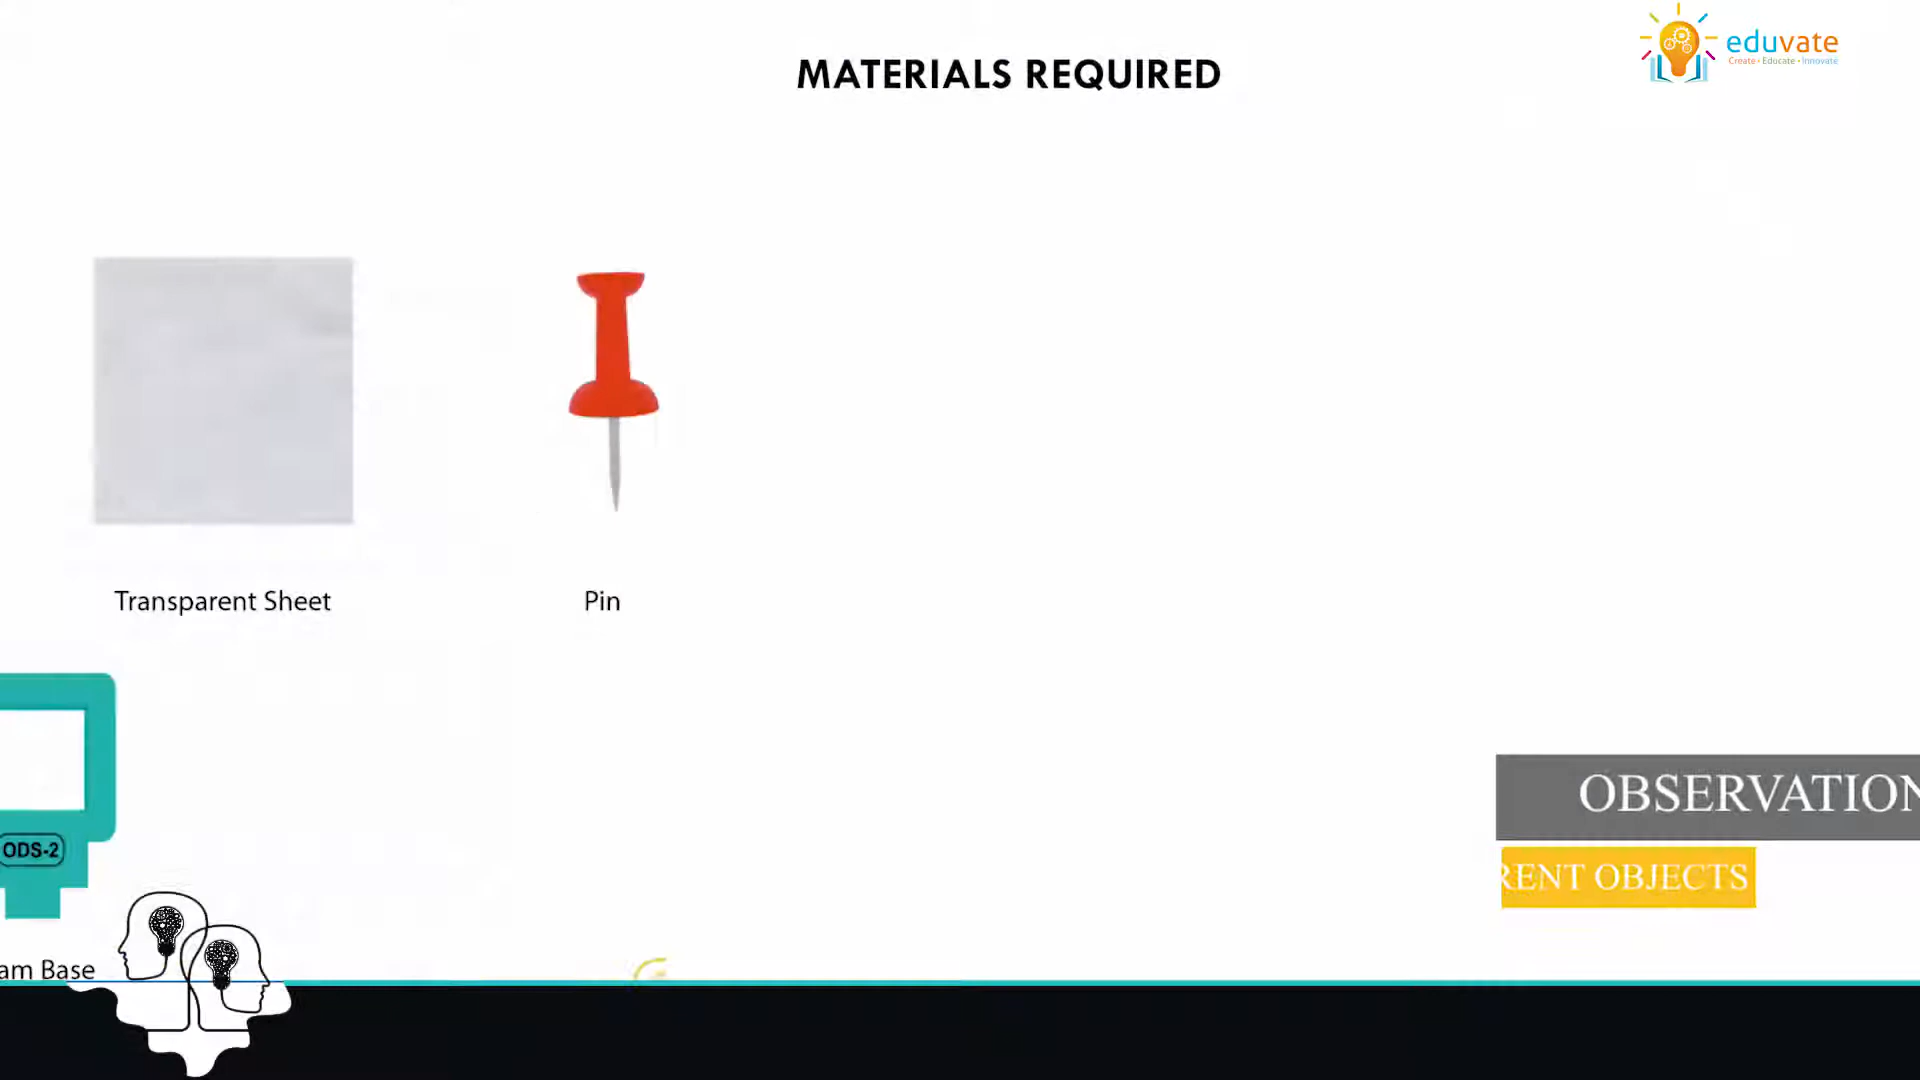 eduvate
Create • Educate • Innovate
MATERIALS REQUIRED
Transparent Sheet
Pin
OBSERVATION
RENT OBJECTS
ODS-2
am Base